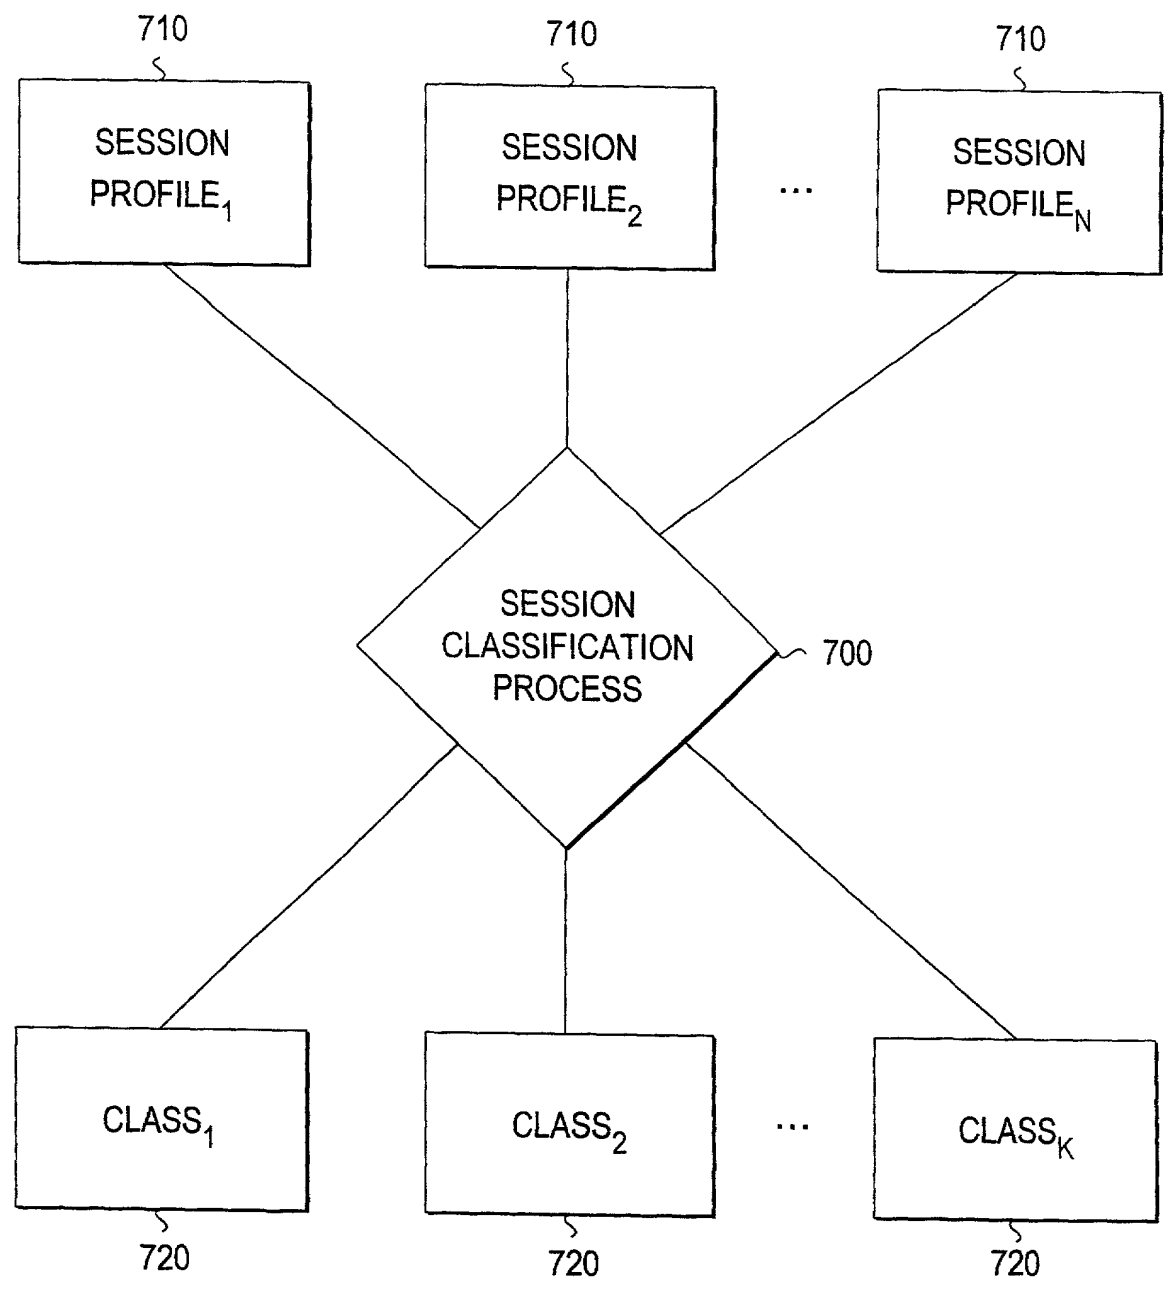 710 710 710
SESSION
PROFILE1
SESSION
PROFILE2
...
SESSION
PROFILEN
SESSION
CLASSIFICATION
PROCESS
700
CLASS1
CLASS2
...
CLASSK
720 720 720